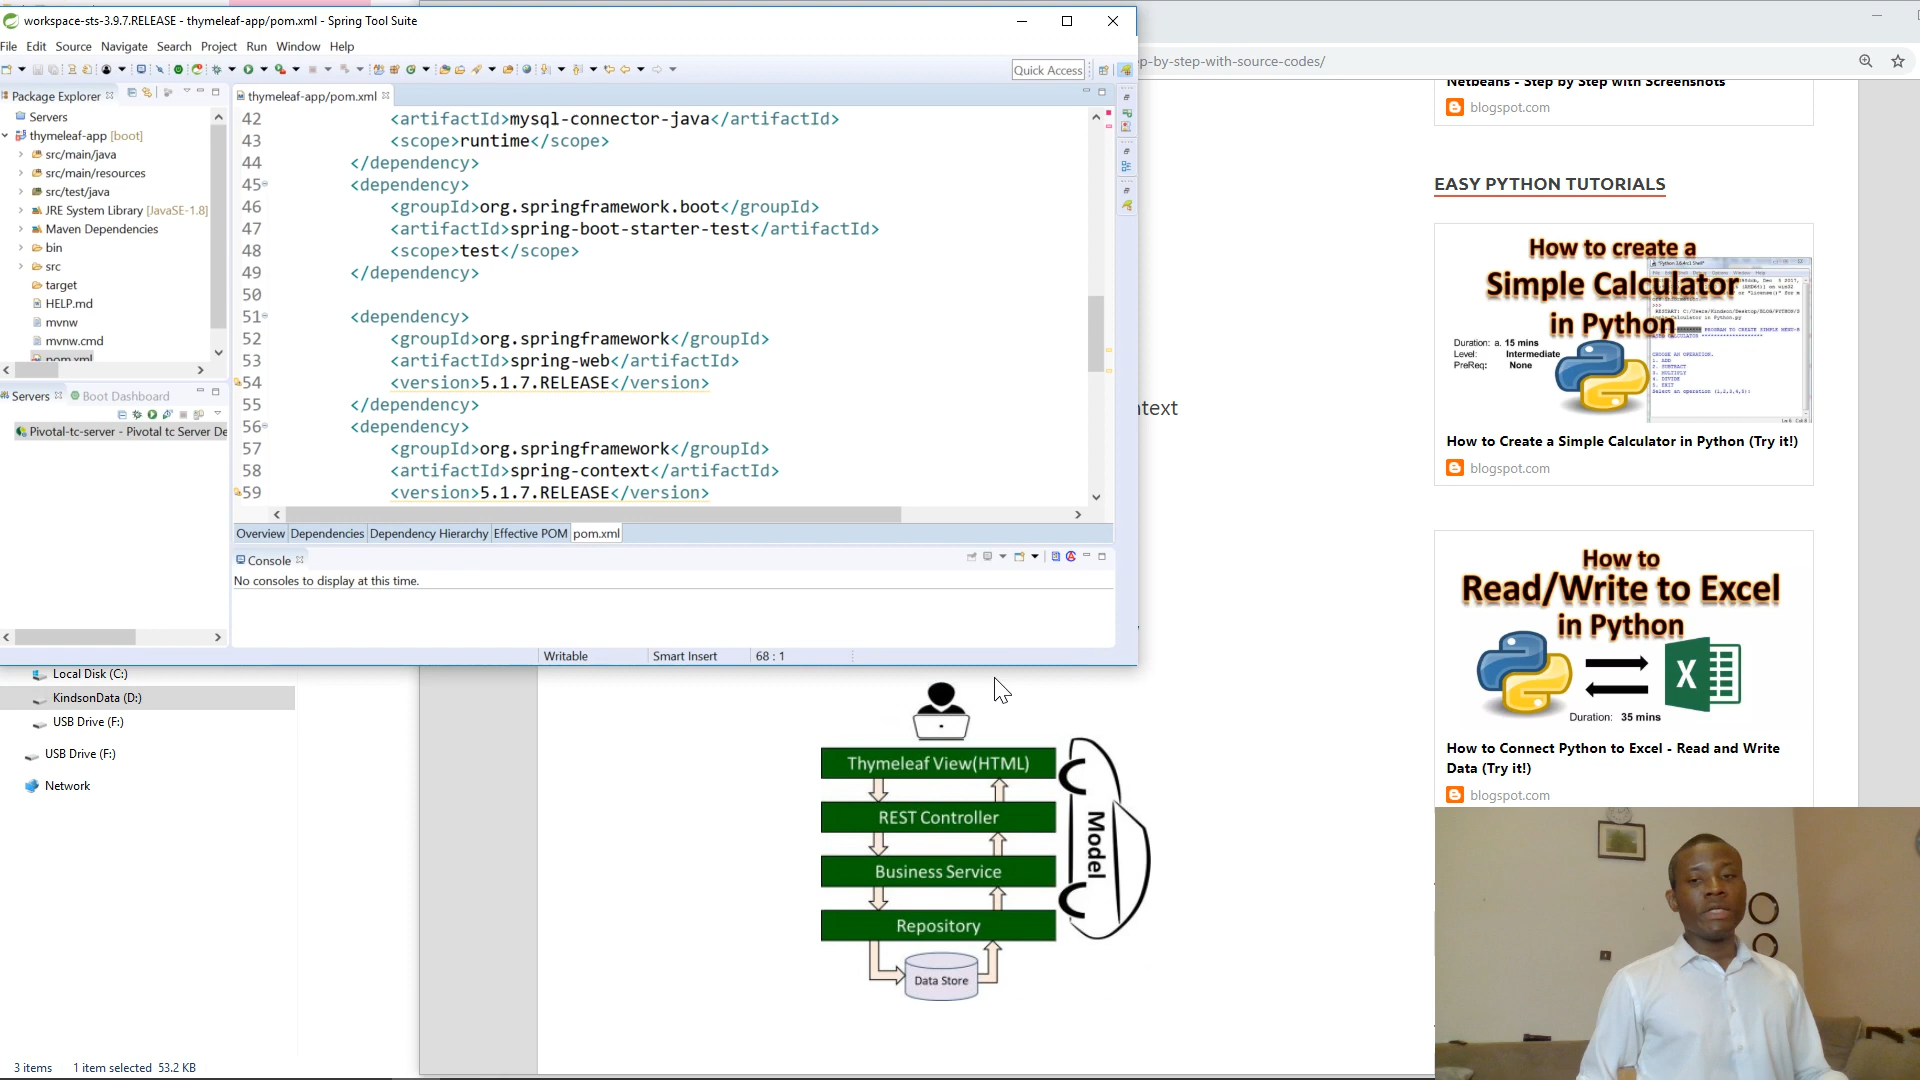 workspace-sts-3.9.7.RELEASE - thymeleaf-app/pom.xml - Spring Tool Suite
File Edit Source Navigate Search Project Run Window Help
Quick Access
Package Explorer
Servers
thymeleaf-app [boot]
src/main/java
src/main/resources
src/test/java
JRE System Library [JavaSE-1.8]
Maven Dependencies
bin
src
target
HELP.md
mvnw
mvnw.cmd
pom.xml
Servers
Boot Dashboard
Pivotal-tc-server - Pivotal tc Server De
thymeleaf-app/pom.xml
42 <artifactId>mysql-connector-java</artifactId>
43 <scope>runtime</scope>
44 </dependency>
45 <dependency>
46 <groupId>org.springframework.boot</groupId>
47 <artifactId>spring-boot-starter-test</artifactId>
48 <scope>test</scope>
49 </dependency>
50
51 <dependency>
52 <groupId>org.springframework</groupId>
53 <artifactId>spring-web</artifactId>
54 <version>5.1.7.RELEASE</version>
55 </dependency>
56 <dependency>
57 <groupId>org.springframework</groupId>
58 <artifactId>spring-context</artifactId>
59 <version>5.1.7.RELEASE</version>
Overview Dependencies Dependency Hierarchy Effective POM pom.xml
Console
No consoles to display at this time.
Writable Smart Insert 68 : 1
Local Disk (C:)
KindsonData (D:)
USB Drive (F:)
USB Drive (F:)
Network
3 items 1 item selected 53.2 KB
ep-by-step-with-source-codes/
ntext
Thymeleaf View(HTML)
REST Controller
Business Service
Repository
Data Store
Model
Netbeans - Step by Step with Screenshots
blogspot.com
EASY PYTHON TUTORIALS
How to create a
Simple Calculator
in Python
Duration: a. 15 mins
Level: Intermediate
PreReq: None
How to Create a Simple Calculator in Python (Try it!)
blogspot.com
How to
Read/Write to Excel
in Python
X
Duration: 35 mins
How to Connect Python to Excel - Read and Write
Data (Try it!)
blogspot.com